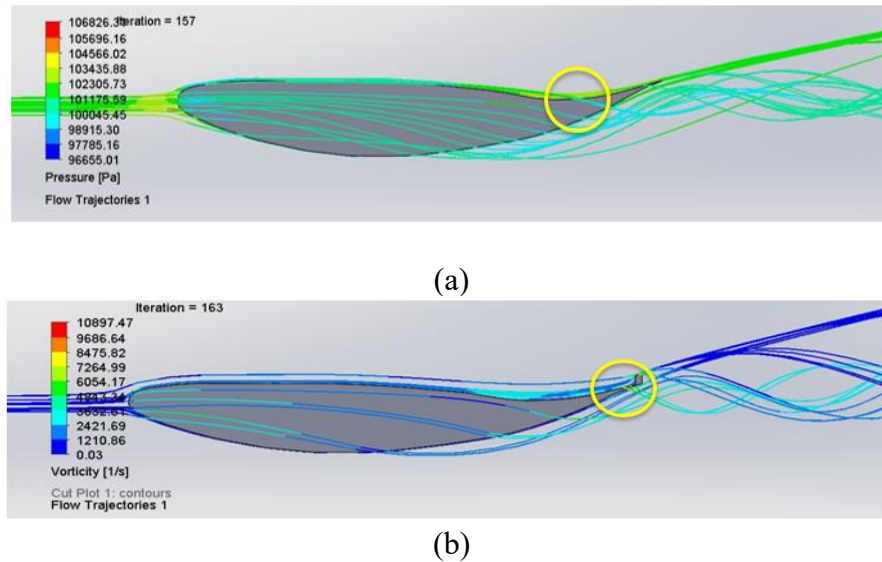 106826.3
Iteration = 157
105696.16
104566.02
103435.88
102305.73
101175.59
100045.45
98915.30
97785.16
96655.01
Pressure [Pa]
Flow Trajectories 1
(a)
Iteration = 163
10897.47
9686.64
8475.82
7264.99
6054.17
2421.69
1210.86
0.03
Vorticity [1/s]
Cut Plot 1: contours
Flow Trajectories 1
(b)